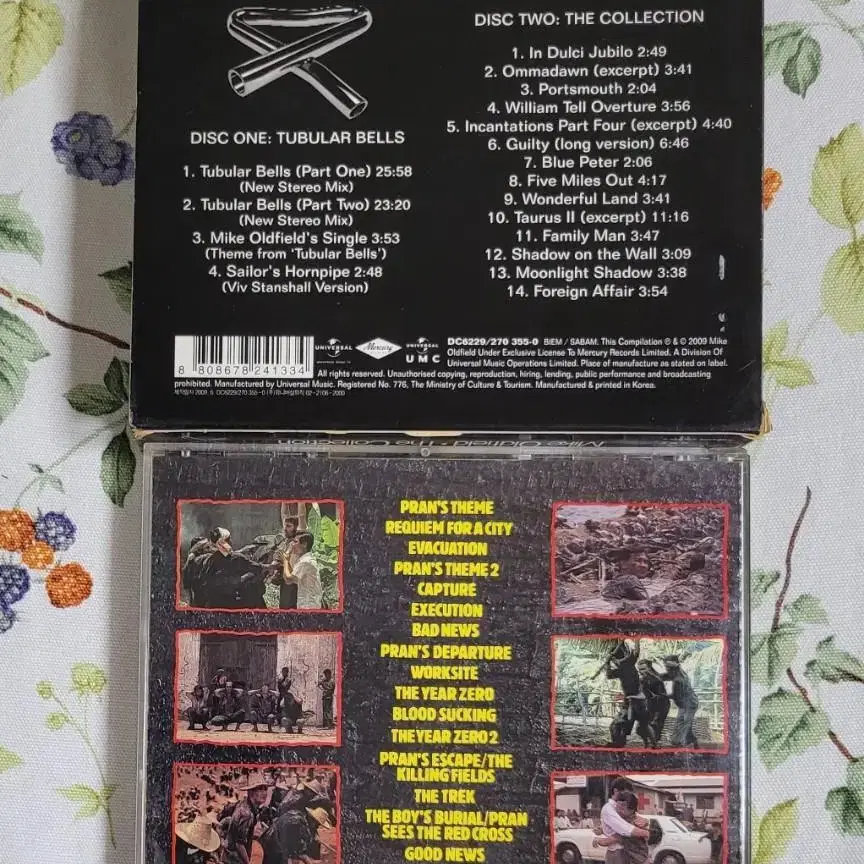 DISC TWO: THE COLLECTION
1. In Dulci Jubilo 2:49
2. Ommadawn (excerpt) 3:41
3. Portsmouth 2:04
4. William Tell Overture 3:56
5. Incantations Part Four (excerpt) 4:40
6. Guilty (long version) 6:46
7. Blue Peter 2:06
8. Five Miles Out 4:17
9. Wonderful Land 3:41
10. Taurus II (excerpt) 11:16
11. Family Man 3:47
12. Shadow on the Wall 3:09
13. Moonlight Shadow 3:38
14. Foreign Affair 3:54
DISC ONE: TUBULAR BELLS
1. Tubular Bells (Part One) 25:58
(New Stereo Mix)
2. Tubular Bells (Part Two) 23:20
(New Stereo Mix)
3. Mike Oldfield's Single 3:53
(Theme from 'Tubular Bells')
4. Sailor's Hornpipe 2:48
(Viv Stanshall Version)
8 808678 241334
UNIVERSAL
Mercury
UNIVERSAL
UMC
DC6229/270 355-0 BIEM / SABAM. This Compilation ℗ & © 2009 Mike
Oldfield Under Exclusive License To Mercury Records Limited. A Division Of
Universal Music Operations Limited. Place of manufacture as stated on label.
All rights reserved. Unauthorised copying, reproduction, hiring, lending, public performance and broadcasting
prohibited. Manufactured by Universal Music. Registered No. 776, The Ministry of Culture & Tourism. Manufactured & printed in Korea.
Mike Oldfield - The Collection
PRAN'S THEME
REQUIEM FOR A CITY
EVACUATION
PRAN'S THEME 2
CAPTURE
EXECUTION
BAD NEWS
PRAN'S DEPARTURE
WORKSITE
THE YEAR ZERO
BLOOD SUCKING
THE YEAR ZERO 2
PRAN'S ESCAPE/THE
KILLING FIELDS
THE TREK
THE BOY'S BURIAL/PRAN
SEES THE RED CROSS
GOOD NEWS